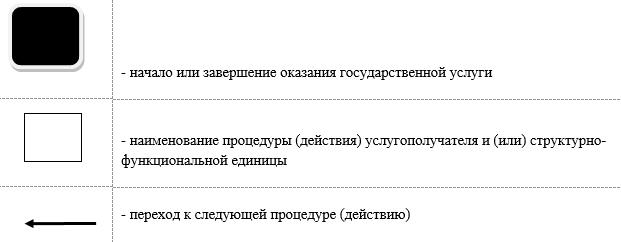 - начало или завершение оказания государственной услуги
- наименование процедуры (действия) услугополучателя и (или) структурно-
функциональной единицы
- переход к следующей процедуре (действию)